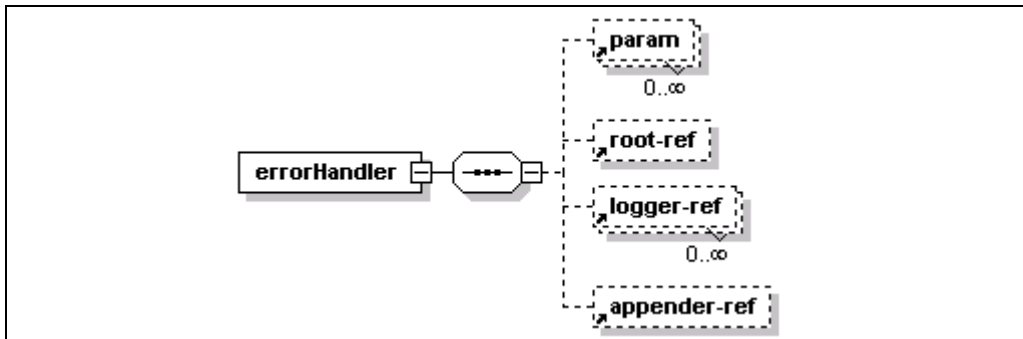 param
0..∞
root-ref
errorHandler
logger-ref
0..∞
appender-ref